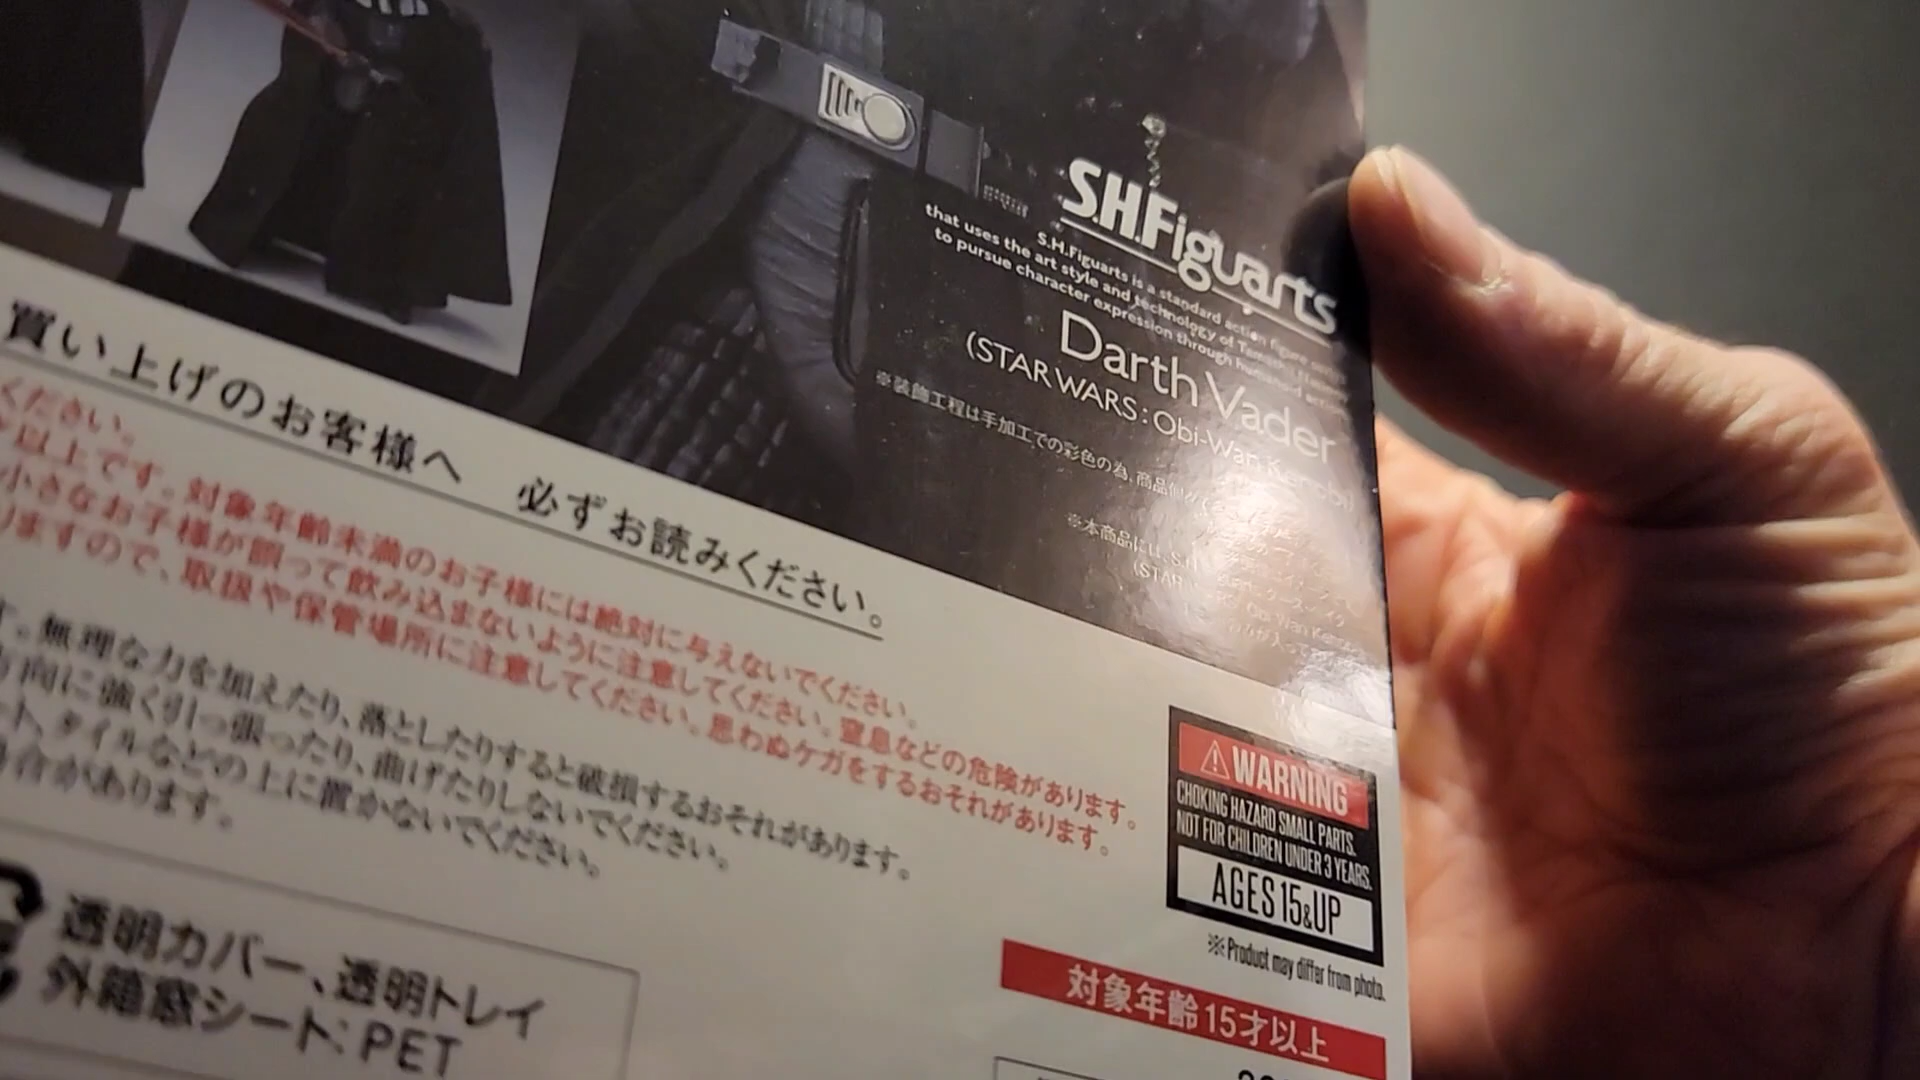 S.H.Figuarts
S.H.Figuarts is a standard action figure
that uses the art style and technology of
to pursue character expression through humanoid action
Darth Vader
(STAR WARS: Obi-Wan Kenobi)
※装飾工程は手加工での彩色の為、商品個
※本商品には、S.H
(STAR
買い上げのお客様へ 必ずお読みください。
ください。
以上です。対象年齢未満のお子様には絶対に与えないでください。
小さなお子様が誤って飲み込まないように注意してください。窒息などの危険があります。
りますので、取扱や保管場所に注意してください。思わぬケガをするおそれがあります。
す。無理な力を加えたり、落としたりすると破損するおそれがあります。
方向に強く引っ張ったり、曲げたりしないでください。
ト、タイルなどの上に置かないでください。
合があります。
WARNING
CHOKING HAZARD SMALL PARTS.
NOT FOR CHILDREN UNDER 3 YEARS.
AGES 15&UP
※Product may differ from photo.
対象年齢15才以上
透明カバー、透明トレイ
外箱窓シート:PET